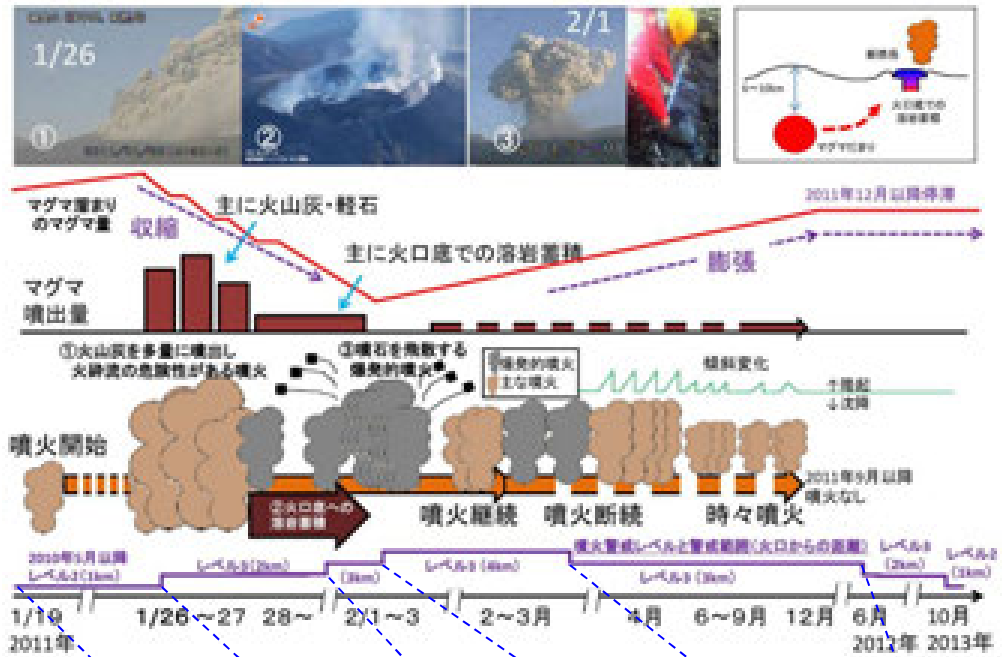 1/26
①
②
2/1
③
6～10km
火口底での
溶岩蓄積
マグマだまり
マグマ溜まり
のマグマ量
収縮
主に火山灰・軽石
主に火口底での溶岩蓄積
2011年12月以降停滞
膨張
マグマ
噴出量
①火山灰を多量に噴出し
火砕流の危険性がある噴火
③噴石を飛散する
爆発的噴火
爆発的噴火
主な噴火
傾斜変化
↑隆起
↓沈降
噴火開始
②火口底への
溶岩蓄積
噴火継続
噴火断続
時々噴火
2011年9月以降
噴火なし
2010年5月以降
レベル2(1km)
レベル3(2km)
(3km)
レベル3 (4km)
噴火警戒レベルと警戒範囲(火口からの距離)
レベル3 (3km)
レベル3
(2km)
レベル2
(1km)
1/19
1/26～27
28～
2/1～3
2～3月
4月
6～9月
12月
6月
10月
2011年
2012年
2013年